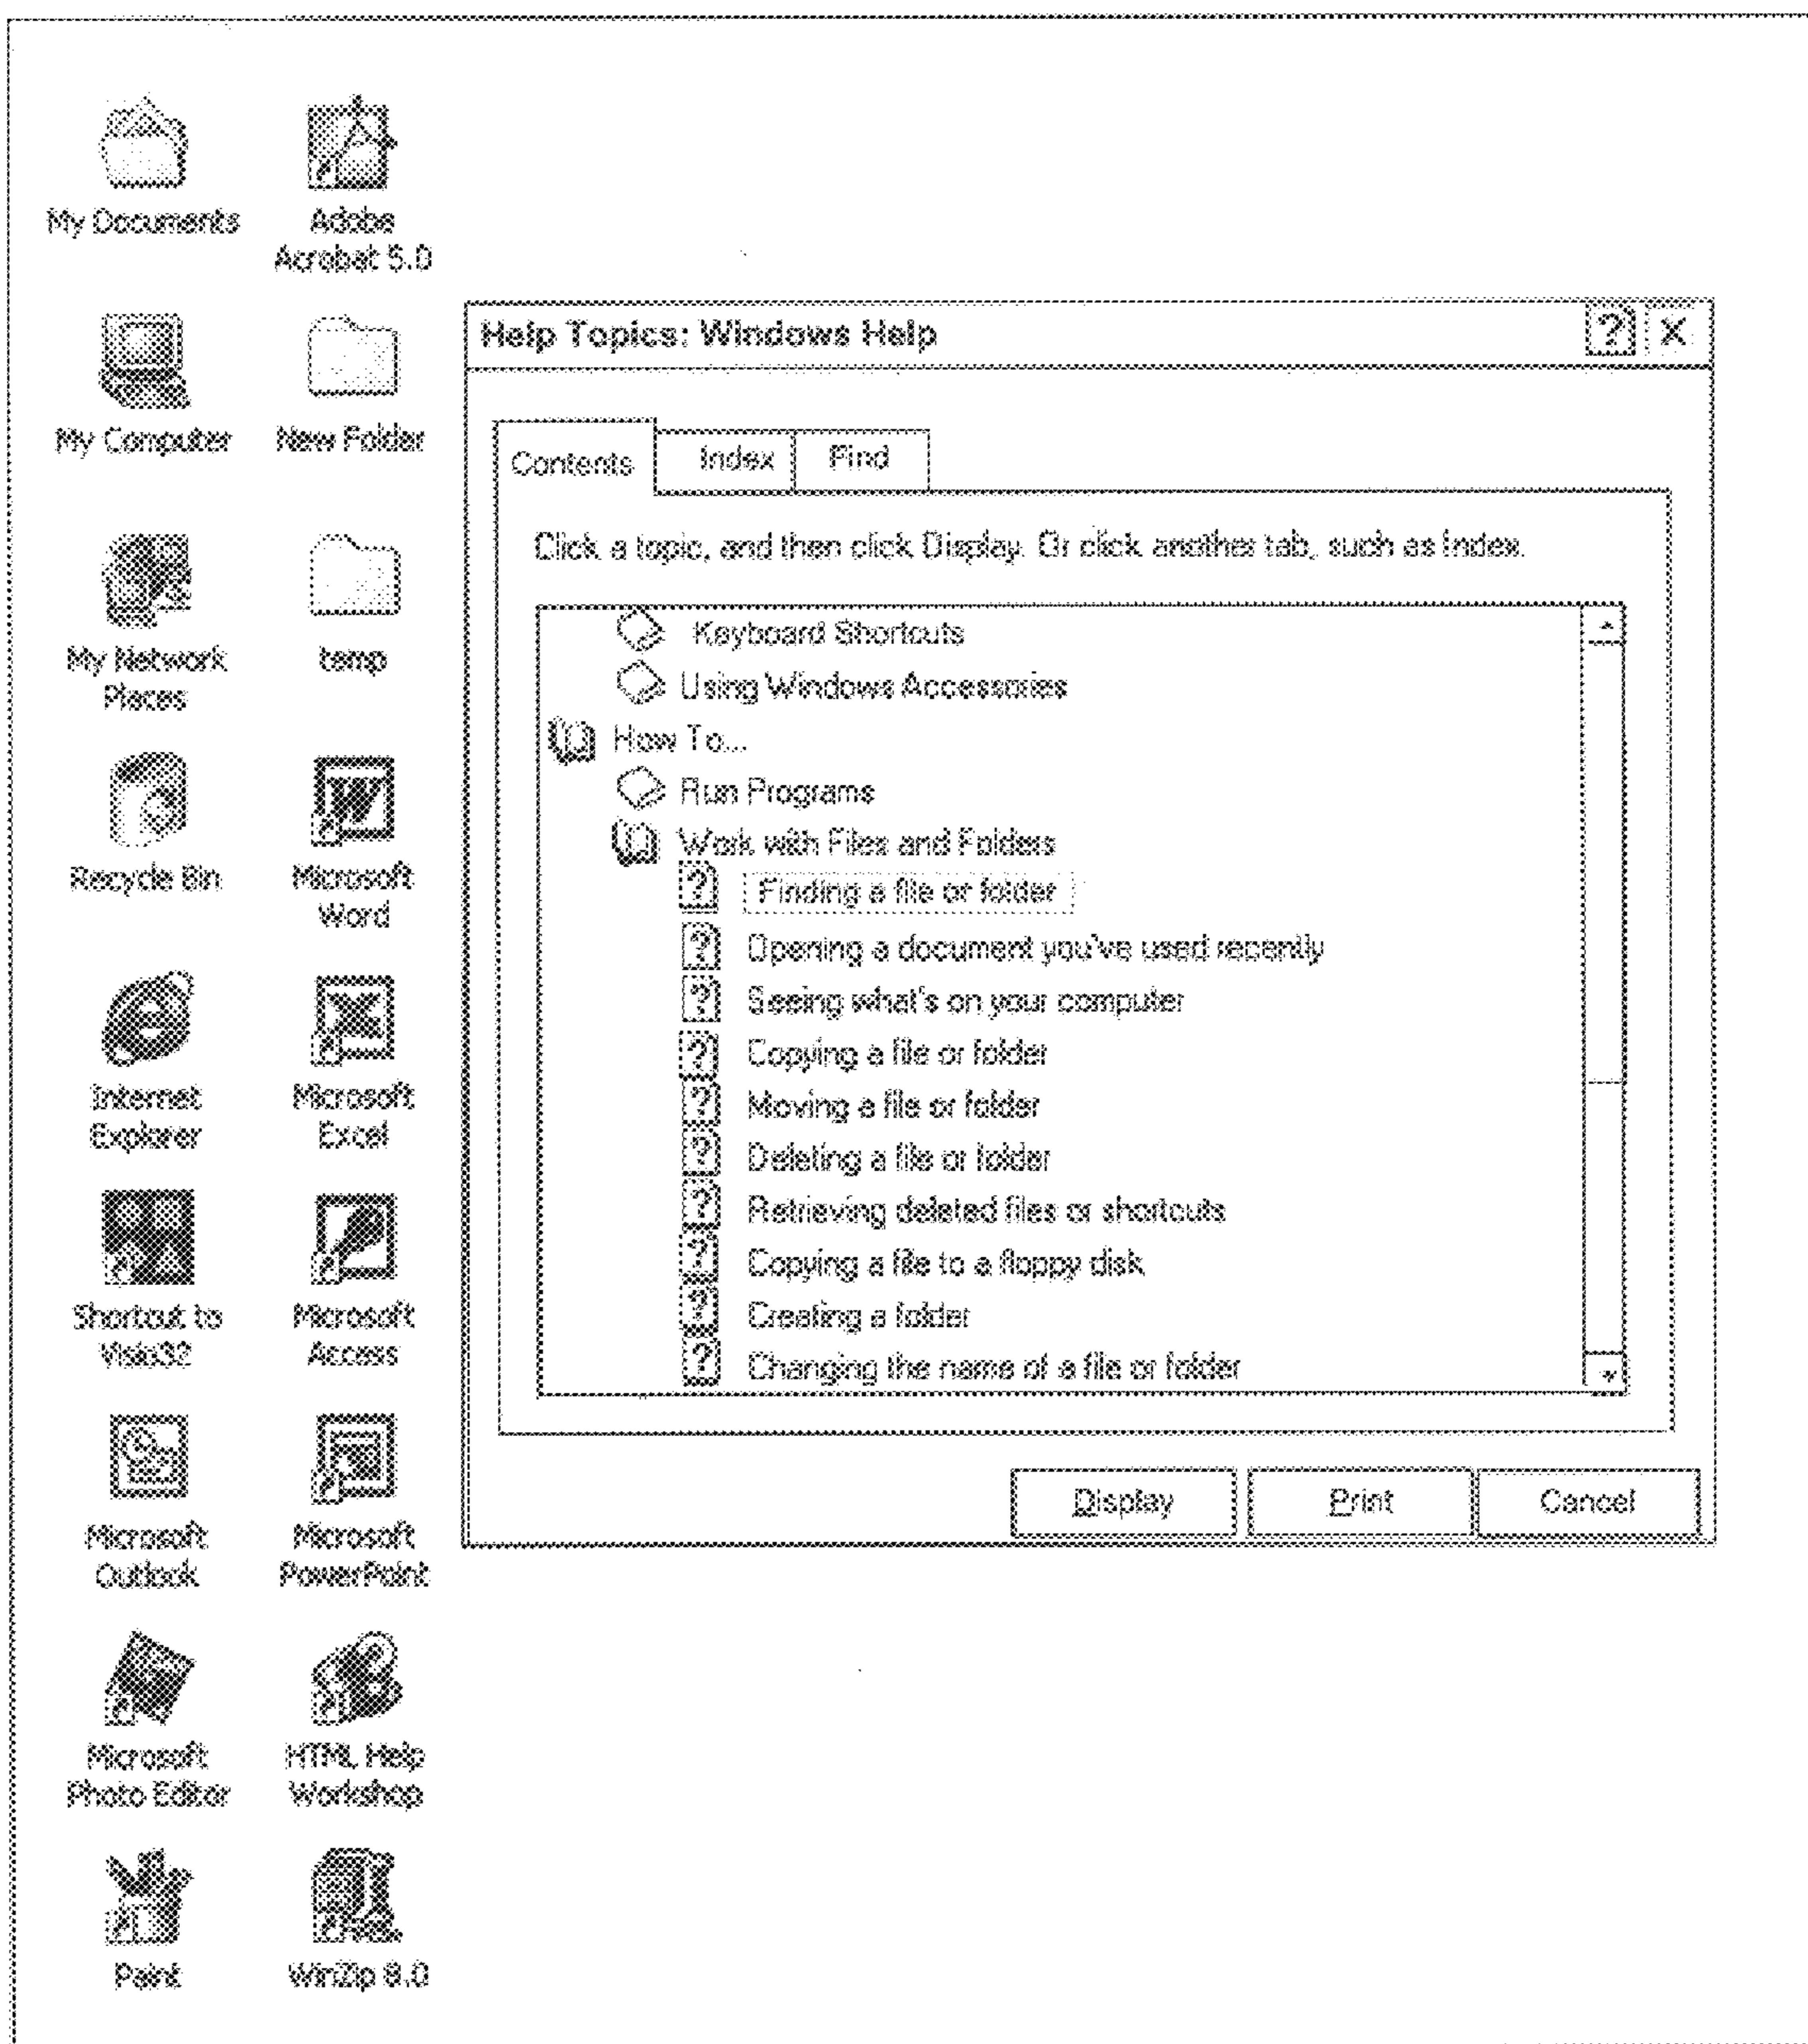 My Documents
Adobe
Acrobat 5.0
My Computer
New Folder
My Network
Places
temp
Recycle Bin
Microsoft
Word
Internet
Explorer
Microsoft
Excel
Shortcut to
Visio32
Microsoft
Access
Microsoft
Outlook
Microsoft
PowerPoint
Microsoft
Photo Editor
HTML Help
Workshop
Paint
WinZip 8.0
Help Topics: Windows Help
? X
Contents Index Find
Click a topic, and then click Display. Or click another tab, such as Index.
Keyboard Shortcuts
Using Windows Accessories
How To...
Run Programs
Work with Files and Folders
? Finding a file or folder
? Opening a document you've used recently
? Seeing what's on your computer
? Copying a file or folder
? Moving a file or folder
? Deleting a file or folder
? Retrieving deleted files or shortcuts
? Copying a file to a floppy disk
? Creating a folder
? Changing the name of a file or folder
Display Print Cancel